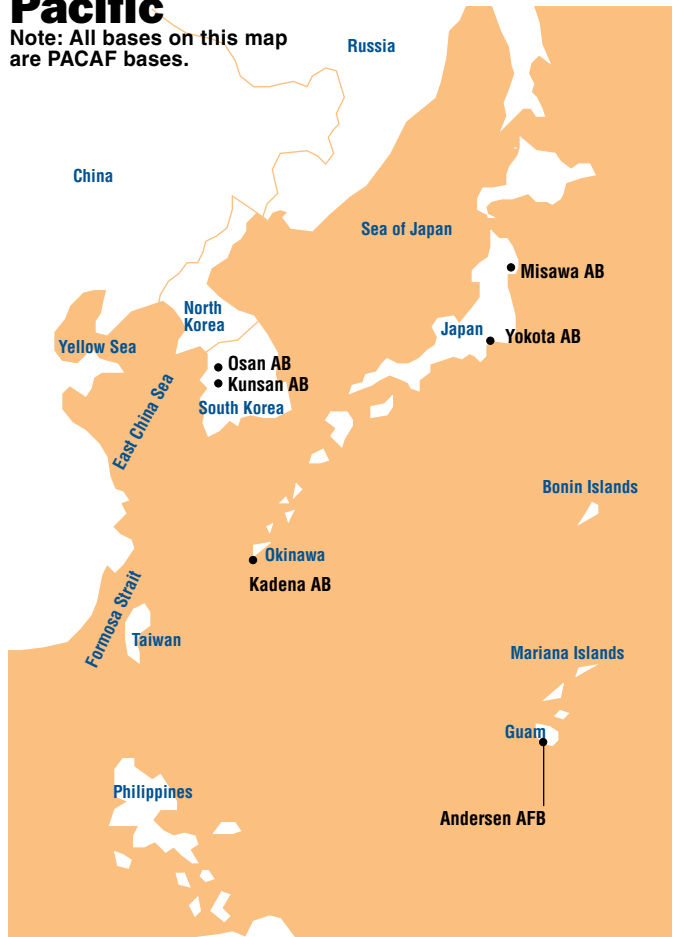 Pacific
Note: All bases on this map
are PACAF bases.
Russia
China
Sea of Japan
Misawa AB
North
Korea
Japan
Yokota AB
Yellow Sea
Osan AB
Kunsan AB
South Korea
East China Sea
Bonin Islands
Okinawa
Kadena AB
Formosa Strait
Taiwan
Mariana Islands
Guam
Philippines
Andersen AFB